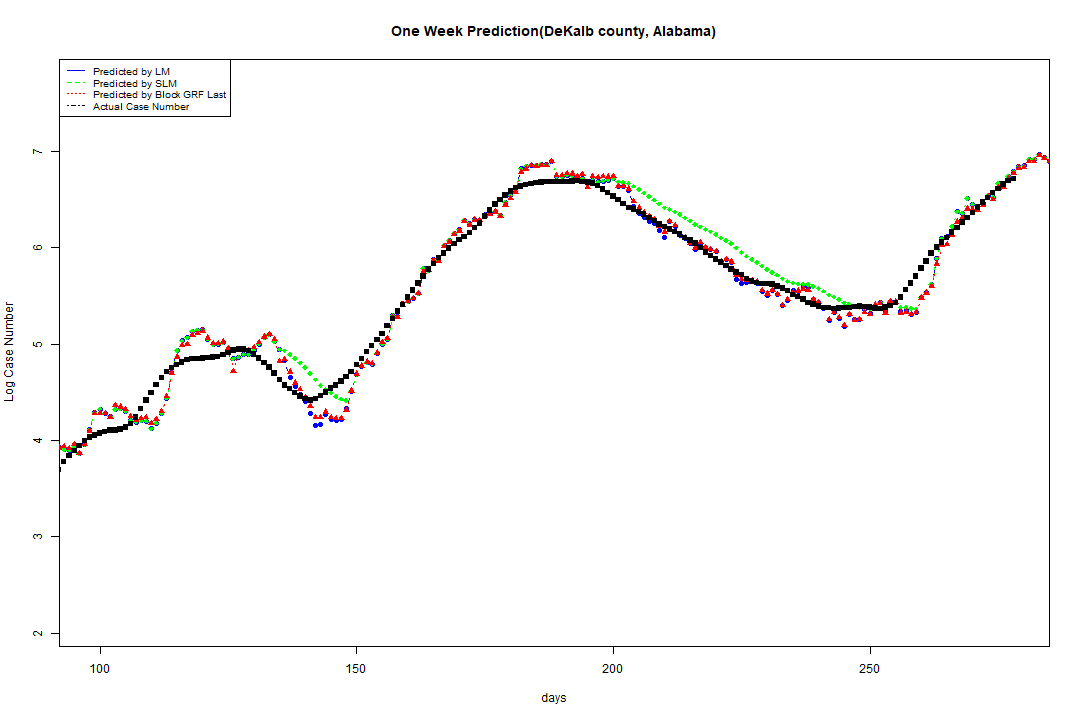 One Week Prediction(DeKalb county, Alabama)
Predicted by LM
Predicted by SLM
Predicted by Block GRF Last
Actual Case Number
7
6
5
4
3
2
Log Case Number
100
150
200
250
days